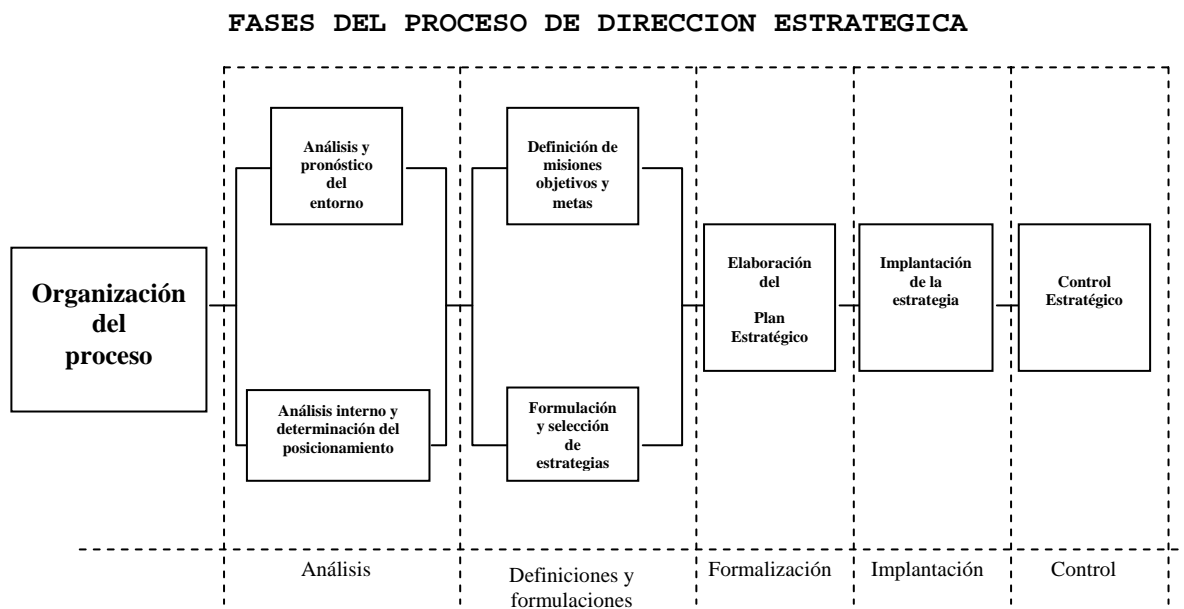 FASES DEL PROCESO DE DIRECCION ESTRATEGICA
Organización
del
proceso
Análisis y
pronóstico
del
entorno
Análisis interno y
determinación del
posicionamiento
Definición de
misiones
objetivos y
metas
Formulación
y selección
de
estrategias
Elaboración
del
Plan
Estratégico
Implantación
de la
estrategia
Control
Estratégico
Análisis
Definiciones y
formulaciones
Formalización
Implantación
Control